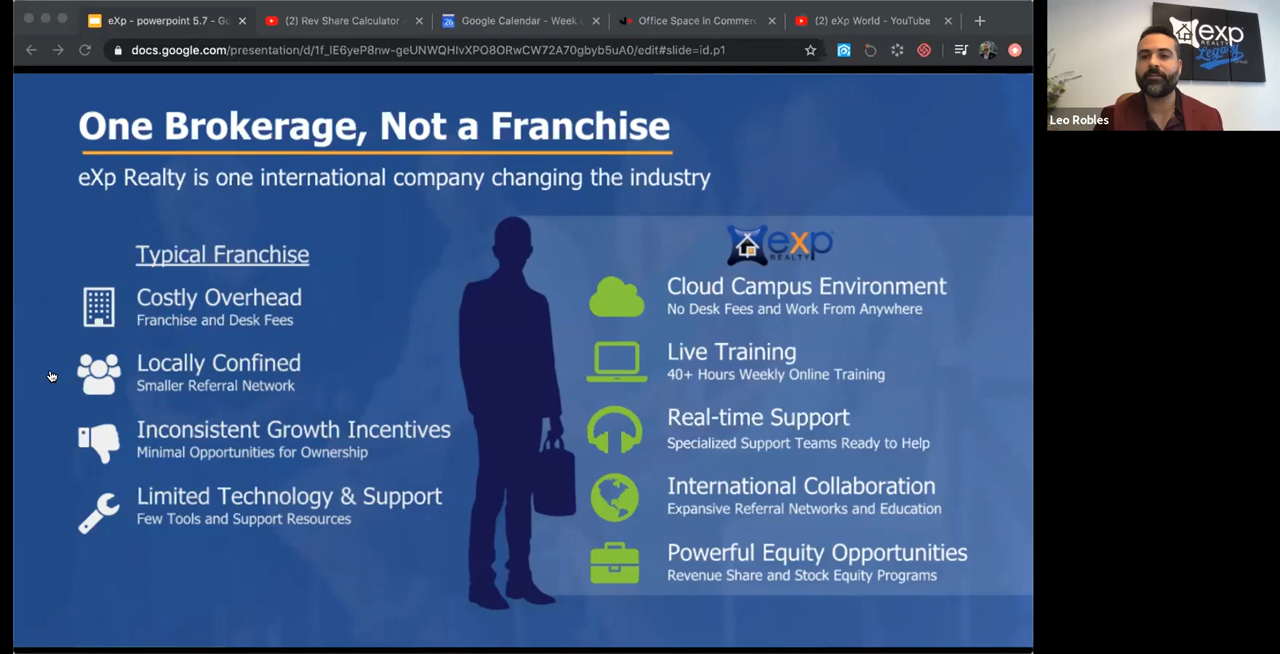 eXp - powerpoint 5.7 - Go
(2) Rev Share Calculator -
Google Calendar - Week
Office Space in Commer
(2) eXp World - YouTube
docs.google.com/presentation/d/1f_IE6yeP8nw-geUNWQHIvXPO8ORwCW72A70gbyb5uA0/edit#slide=id.p1
One Brokerage, Not a Franchise
eXp Realty is one international company changing the industry
Typical Franchise
Costly Overhead
Franchise and Desk Fees
Locally Confined
Smaller Referral Network
Inconsistent Growth Incentives
Minimal Opportunities for Ownership
Limited Technology & Support
Few Tools and Support Resources
eXp
REALTY
Cloud Campus Environment
No Desk Fees and Work From Anywhere
Live Training
40+ Hours Weekly Online Training
Real-time Support
Specialized Support Teams Ready to Help
International Collaboration
Expansive Referral Networks and Education
Powerful Equity Opportunities
Revenue Share and Stock Equity Programs
eXp
REALTY
Legacy
Leo Robles